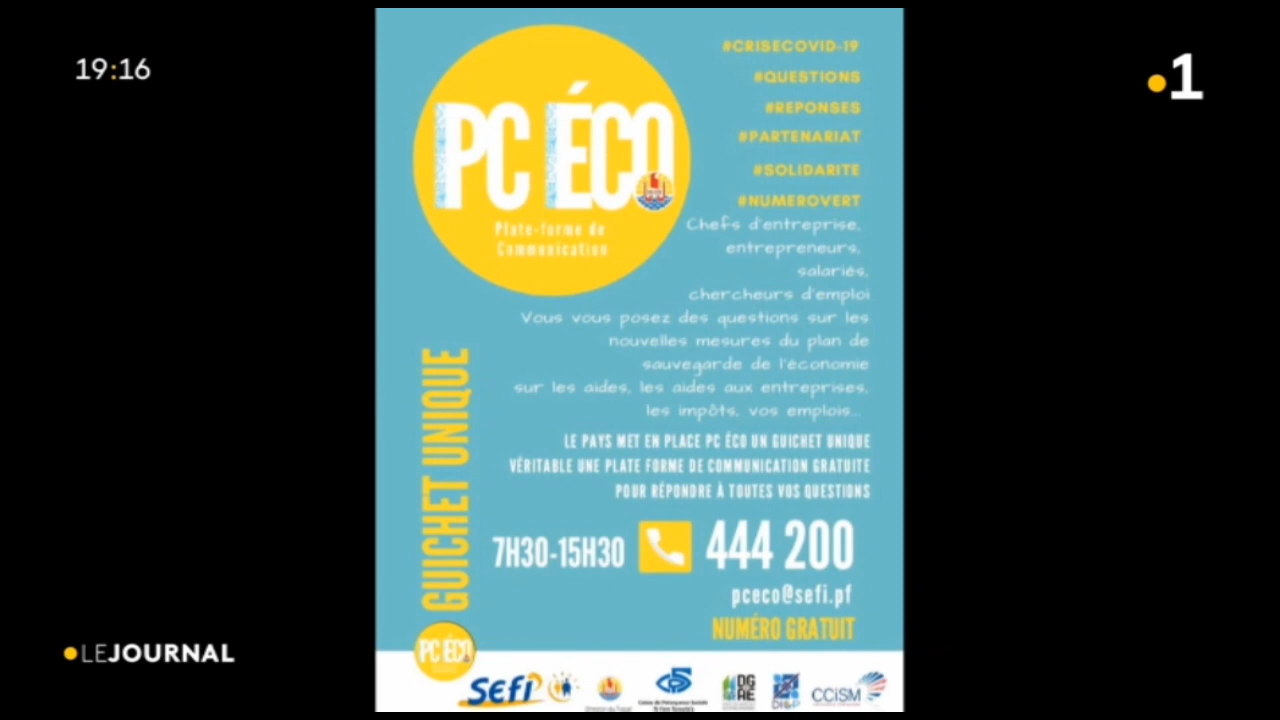 19:16
1
#CRISECOVID-19
#QUESTIONS
#REPONSES
#PARTENARIAT
#SOLIDARITE
#NUMEROVERT
PC ÉCO
Plate-forme de
Communication
Chefs d'entreprise,
entrepreneurs,
salariés,
chercheurs d'emploi
Vous vous posez des questions sur les
nouvelles mesures du plan de
sauvegarde de l'économie
sur les aides, les aides aux entreprises,
les impôts, vos emplois...
LE PAYS MET EN PLACE PC ÉCO UN GUICHET UNIQUE
VÉRITABLE UNE PLATE FORME DE COMMUNICATION GRATUITE
POUR RÉPONDRE À TOUTES VOS QUESTIONS
GUICHET UNIQUE
7H30-15H30
444 200
pceco@sefi.pf
NUMÉRO GRATUIT
PC ÉCO
LEJOURNAL
SEFI
DGAE
CCISM